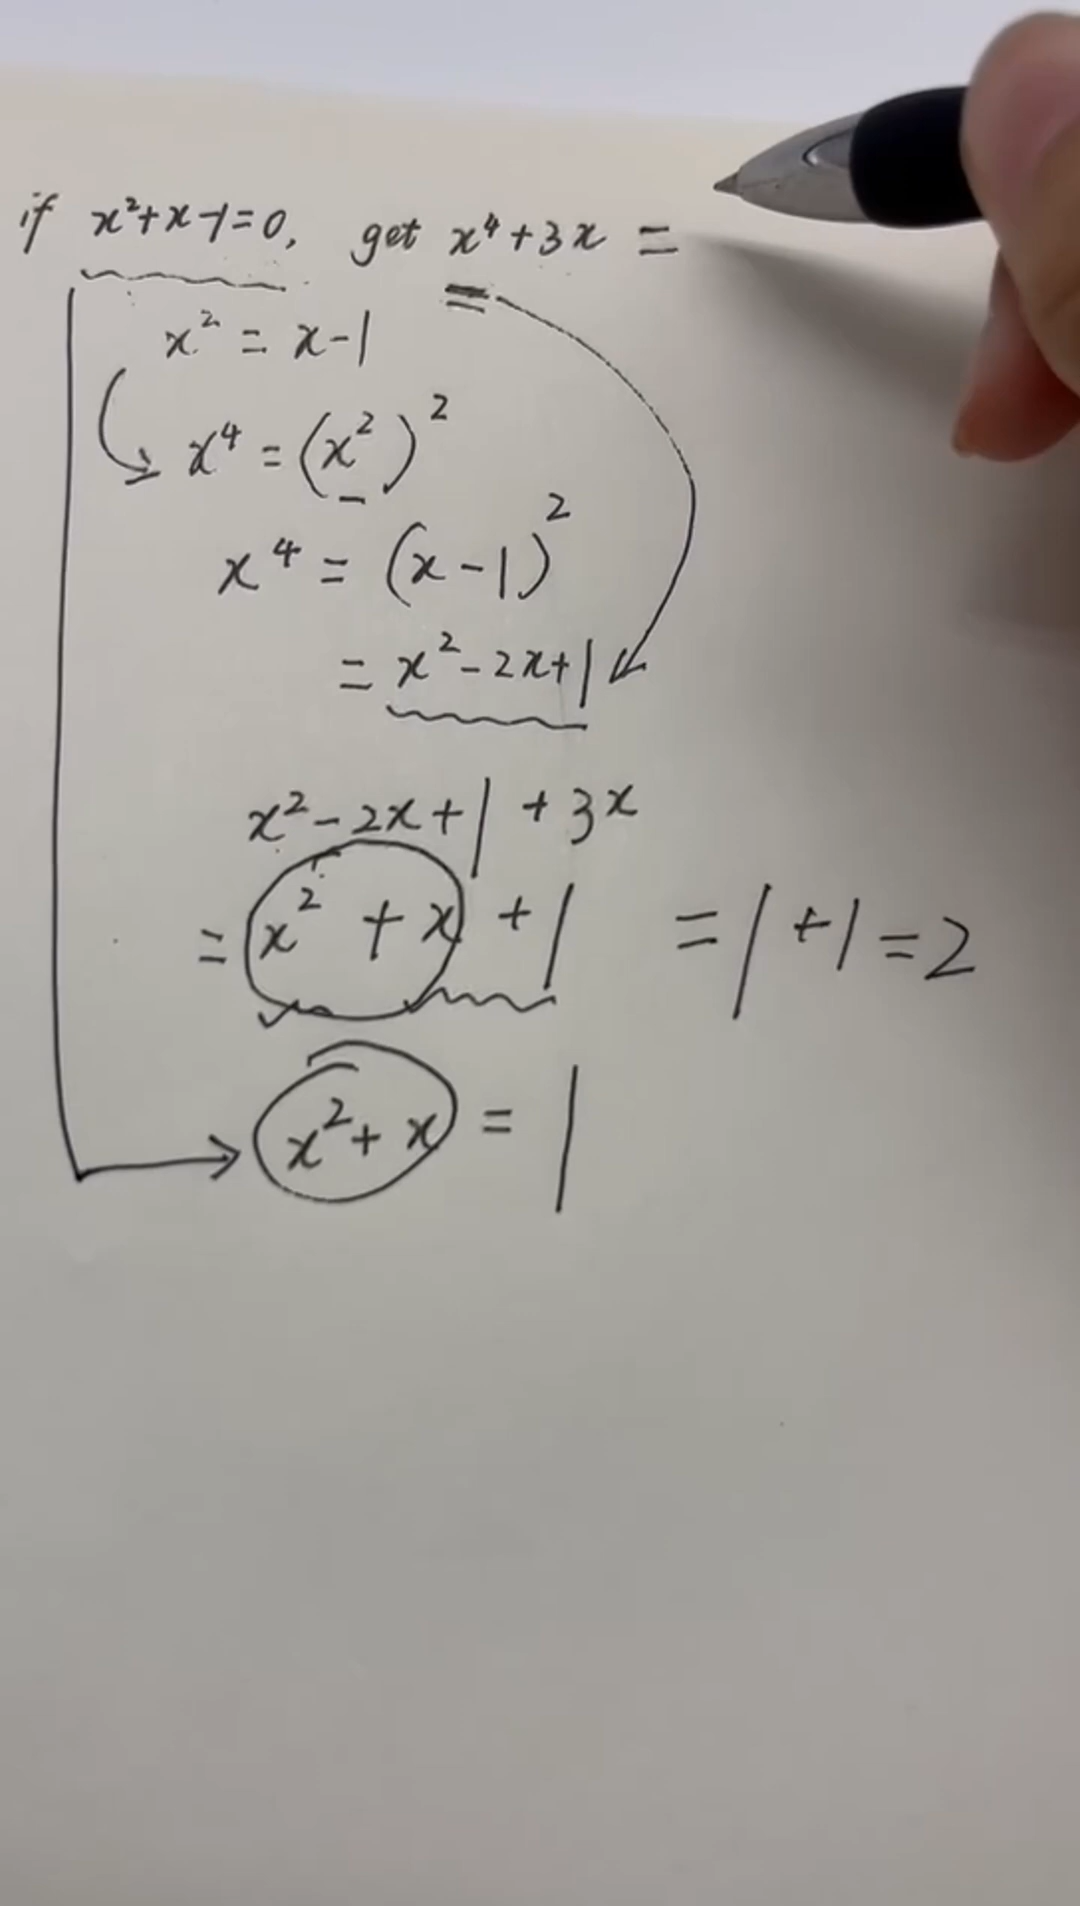 if x²+x-1=0, get x⁴+3x =
x² = x-1
x⁴ = (x²)²
x⁴ = (x-1)²
= x²-2x+1
x²-2x+1+3x
= x²+x+1 = 1+1=2
x²+x = 1